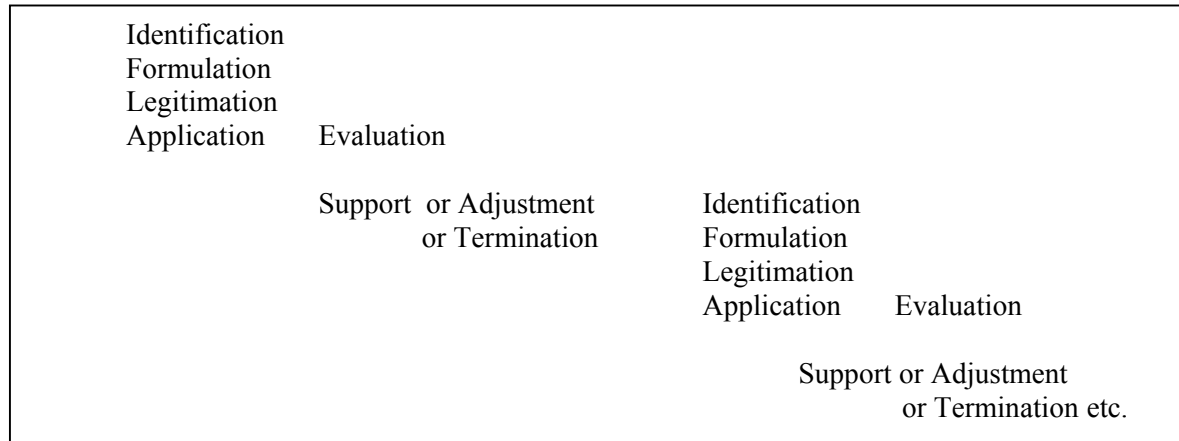 Identification
Formulation
Legitimation
Application Evaluation
Support or Adjustment Identification
or Termination Formulation
Legitimation
Application Evaluation
Support or Adjustment
or Termination etc.